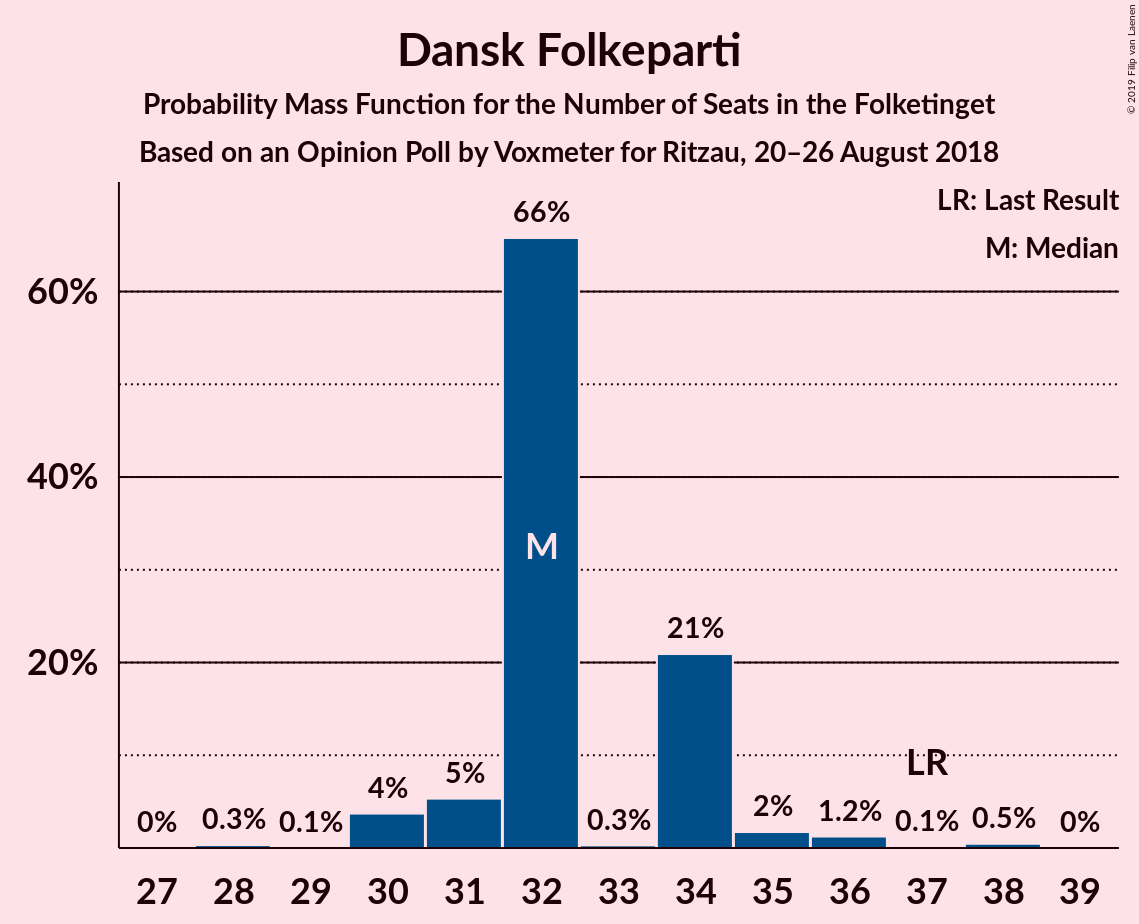 Dansk Folkeparti
Probability Mass Function for the Number of Seats in the Folketinget
Based on an Opinion Poll by Voxmeter for Ritzau, 20–26 August 2018
© 2019 Filip van Laenen
LR: Last Result
M: Median
60%
40%
20%
0%
0.3%
0.1%
4%
5%
66%
M
0.3%
21%
2%
1.2%
LR
0.1%
0.5%
0%
27 28 29 30 31 32 33 34 35 36 37 38 39